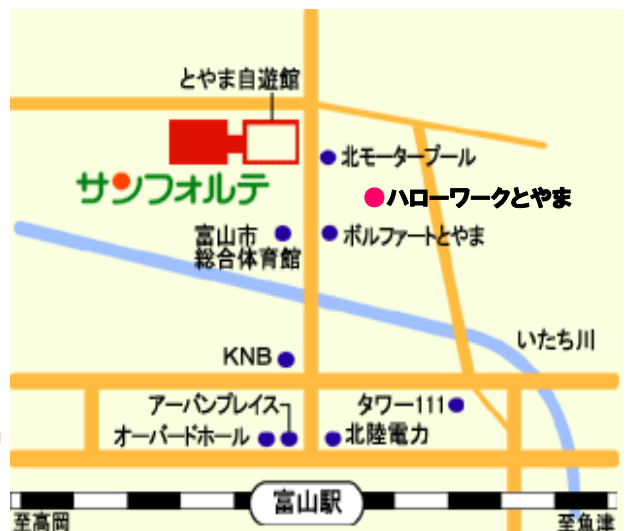 とやま自遊館
北モータープール
サンフォルテ
ハローワークとやま
富山市
総合体育館
ボルファートとやま
いたち川
KNB
アーバンプレイス
タワー111
オーバードホール
北陸電力
富山駅
至高岡
至魚津